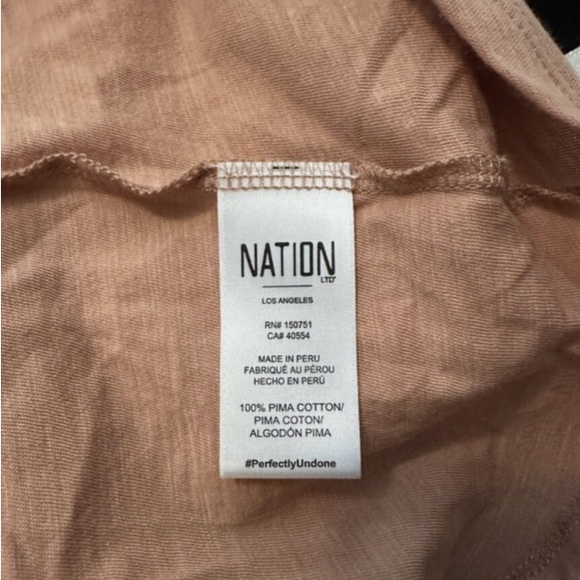 NATION
LTD
LOS ANGELES
RN# 150751
CA# 40554
MADE IN PERU
FABRIQUÉ AU PÉROU
HECHO EN PERÚ
100% PIMA COTTON/
PIMA COTON/
ALGODÓN PIMA
#PerfectlyUndone